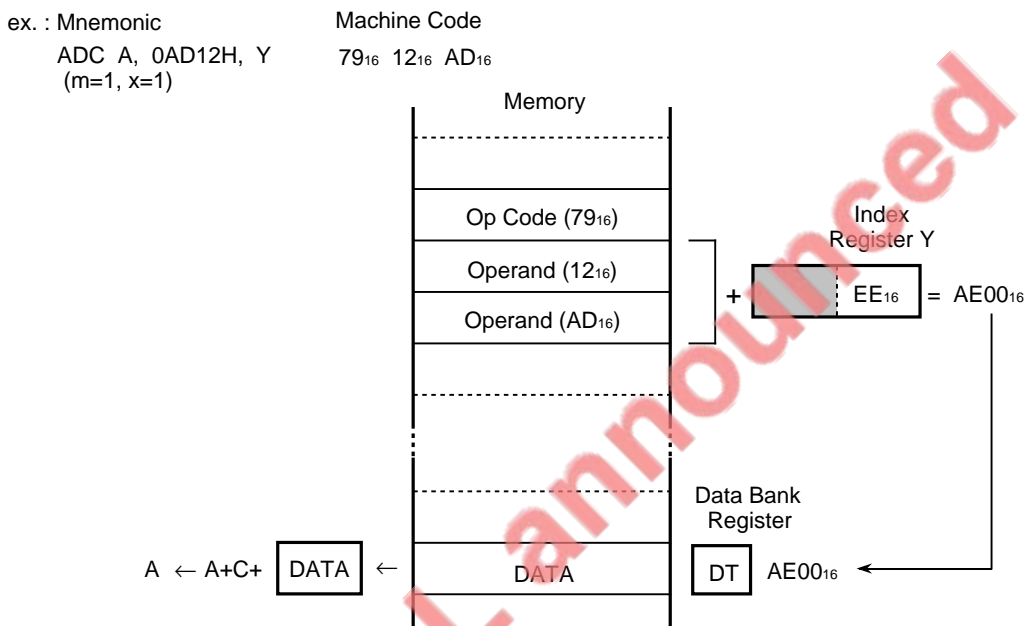 ex. : Mnemonic Machine Code
ADC A, 0AD12H, Y 79₁₆ 12₁₆ AD₁₆
(m=1, x=1)
Memory
Op Code (79₁₆)
Operand (12₁₆)
Operand (AD₁₆)
Index
Register Y
+ EE₁₆ = AE00₁₆
Data Bank
Register
A ← A+C+ DATA ← DATA DT AE00₁₆
L announced